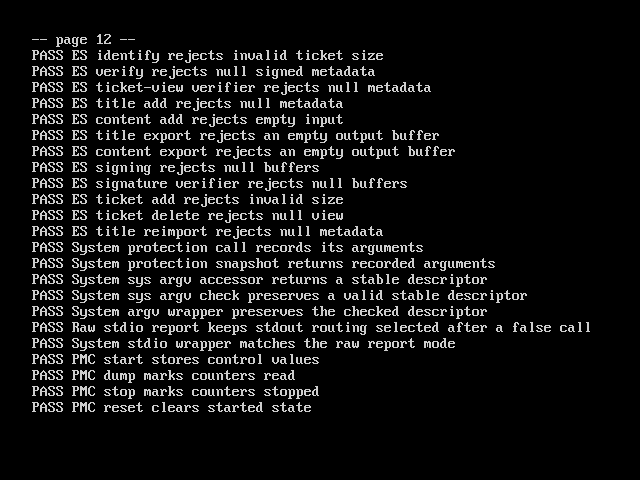 -- page 12 --
PASS ES identify rejects invalid ticket size
PASS ES verify rejects null signed metadata
PASS ES ticket-view verifier rejects null metadata
PASS ES title add rejects null metadata
PASS ES content add rejects empty input
PASS ES title export rejects an empty output buffer
PASS ES content export rejects an empty output buffer
PASS ES signing rejects null buffers
PASS ES signature verifier rejects null buffers
PASS ES ticket add rejects invalid size
PASS ES ticket delete rejects null view
PASS ES title reimport rejects null metadata
PASS System protection call records its arguments
PASS System protection snapshot returns recorded arguments
PASS System sys argv accessor returns a stable descriptor
PASS System sys argv check preserves a valid stable descriptor
PASS System argv wrapper preserves the checked descriptor
PASS Raw stdio report keeps stdout routing selected after a false call
PASS System stdio wrapper matches the raw report mode
PASS PMC start stores control values
PASS PMC dump marks counters read
PASS PMC stop marks counters stopped
PASS PMC reset clears started state